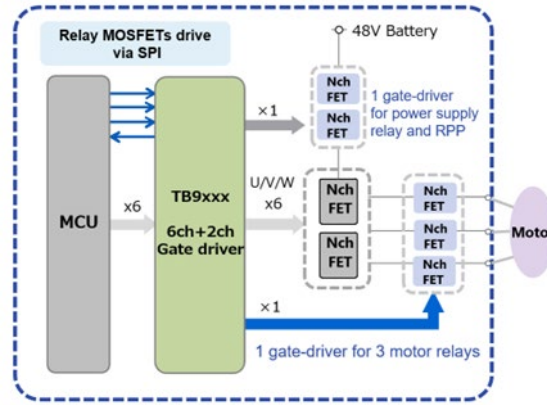 Relay MOSFETs drive
via SPI
48V Battery
Nch
FET
Nch
FET
1 gate-driver
for power supply
relay and RPP
×1
MCU
x6
TB9xxx
6ch+2ch
Gate driver
U/V/W
x6
Nch
FET
Nch
FET
Nch
FET
Nch
FET
Nch
FET
Moto
×1
1 gate-driver for 3 motor relays